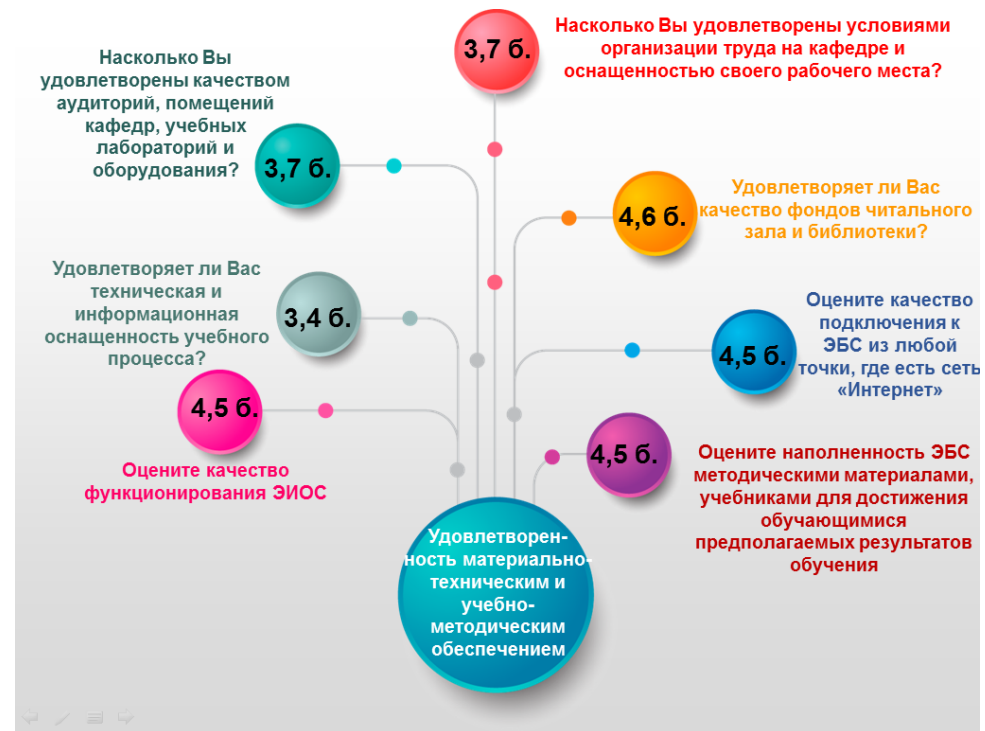 Насколько Вы удовлетворены условиями
организации труда на кафедре и
оснащенностью своего рабочего места?
3,7 б.
Насколько Вы
удовлетворены качеством
аудиторий, помещений
кафедр, учебных
лабораторий и
оборудования?
3,7 б.
Удовлетворяет ли Вас
качество фондов читального
зала и библиотеки?
4,6 б.
Удовлетворяет ли Вас
техническая и
информационная
оснащенность учебного
процесса?
3,4 б.
Оцените качество
подключения к
ЭБС из любой
точки, где есть сеть
«Интернет»
4,5 б.
4,5 б.
Оцените качество
функционирования ЭИОС
4,5 б.
Оцените наполненность ЭБС
методическими материалами,
учебниками для достижения
обучающимися
предполагаемых результатов
обучения
Удовлетворен-
ность материально-
техническим и
учебно-
методическим
обеспечением